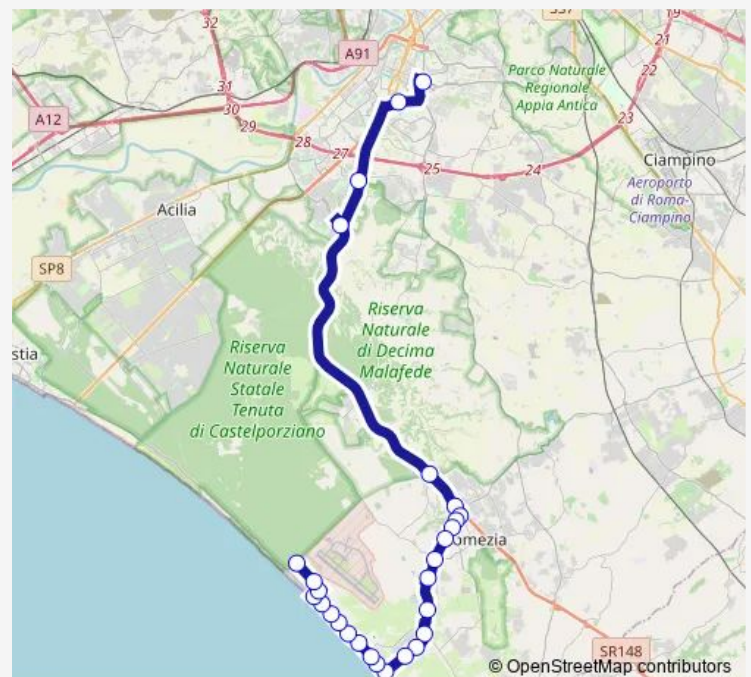 32
SS7
19
21
A91
Parco Naturale
Regionale
Appia Antica
22
31
A12
30
29
28
23
27
25
24
Ciampino
Aeroporto
di Roma-
Ciampino
Acilia
SP8
Riserva
Naturale
di Decima
Malafede
stia
Riserva
Naturale
Statale
Tenuta
di Castelporziano
omezia
SR148
© OpenStreetMap contributors